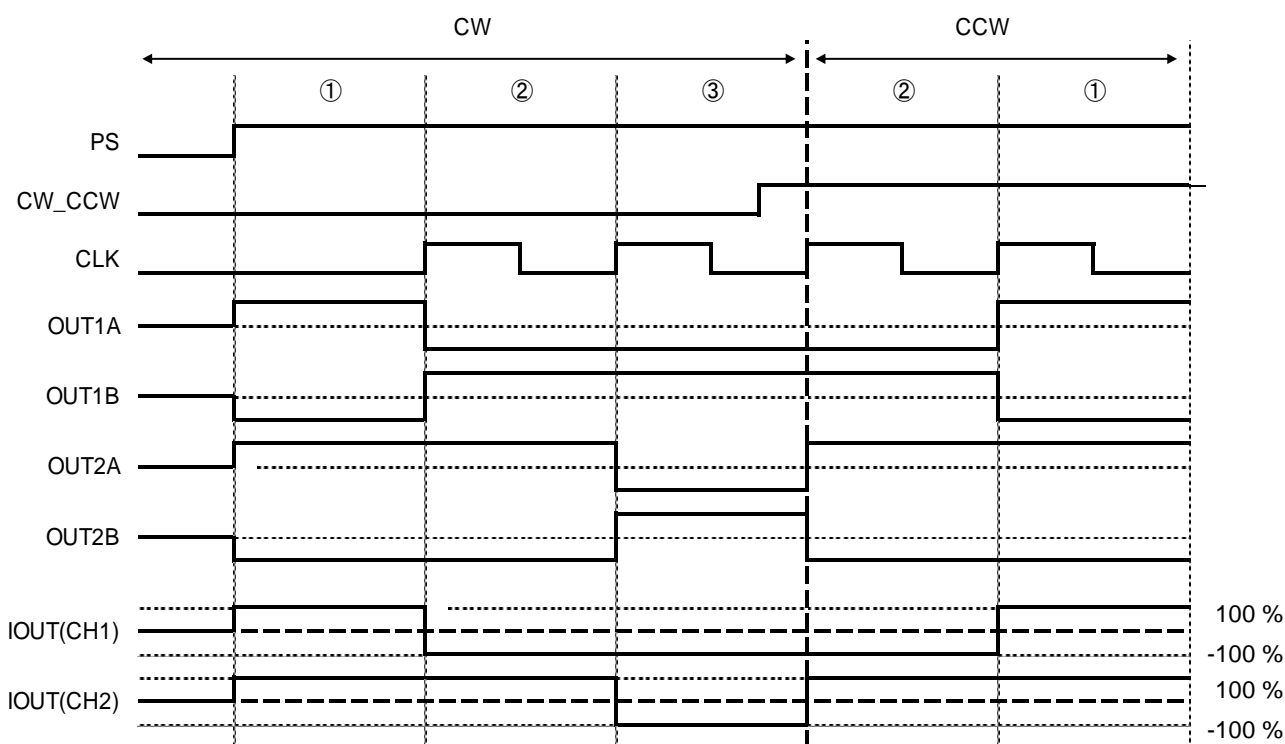 CW CCW
① ② ③ ② ①
PS
CW_CCW
CLK
OUT1A
OUT1B
OUT2A
OUT2B
IOUT(CH1) 100 %
-100 %
IOUT(CH2) 100 %
-100 %